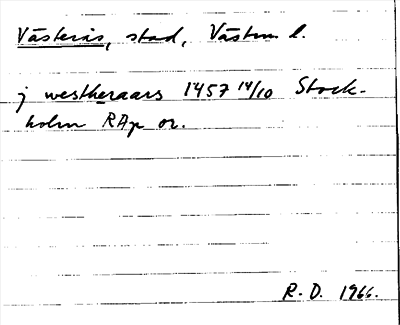 Västerås, stad, Västm l.
j westheraars 1457 14/10 Stock-
holm RAp or.
R. D. 1966.